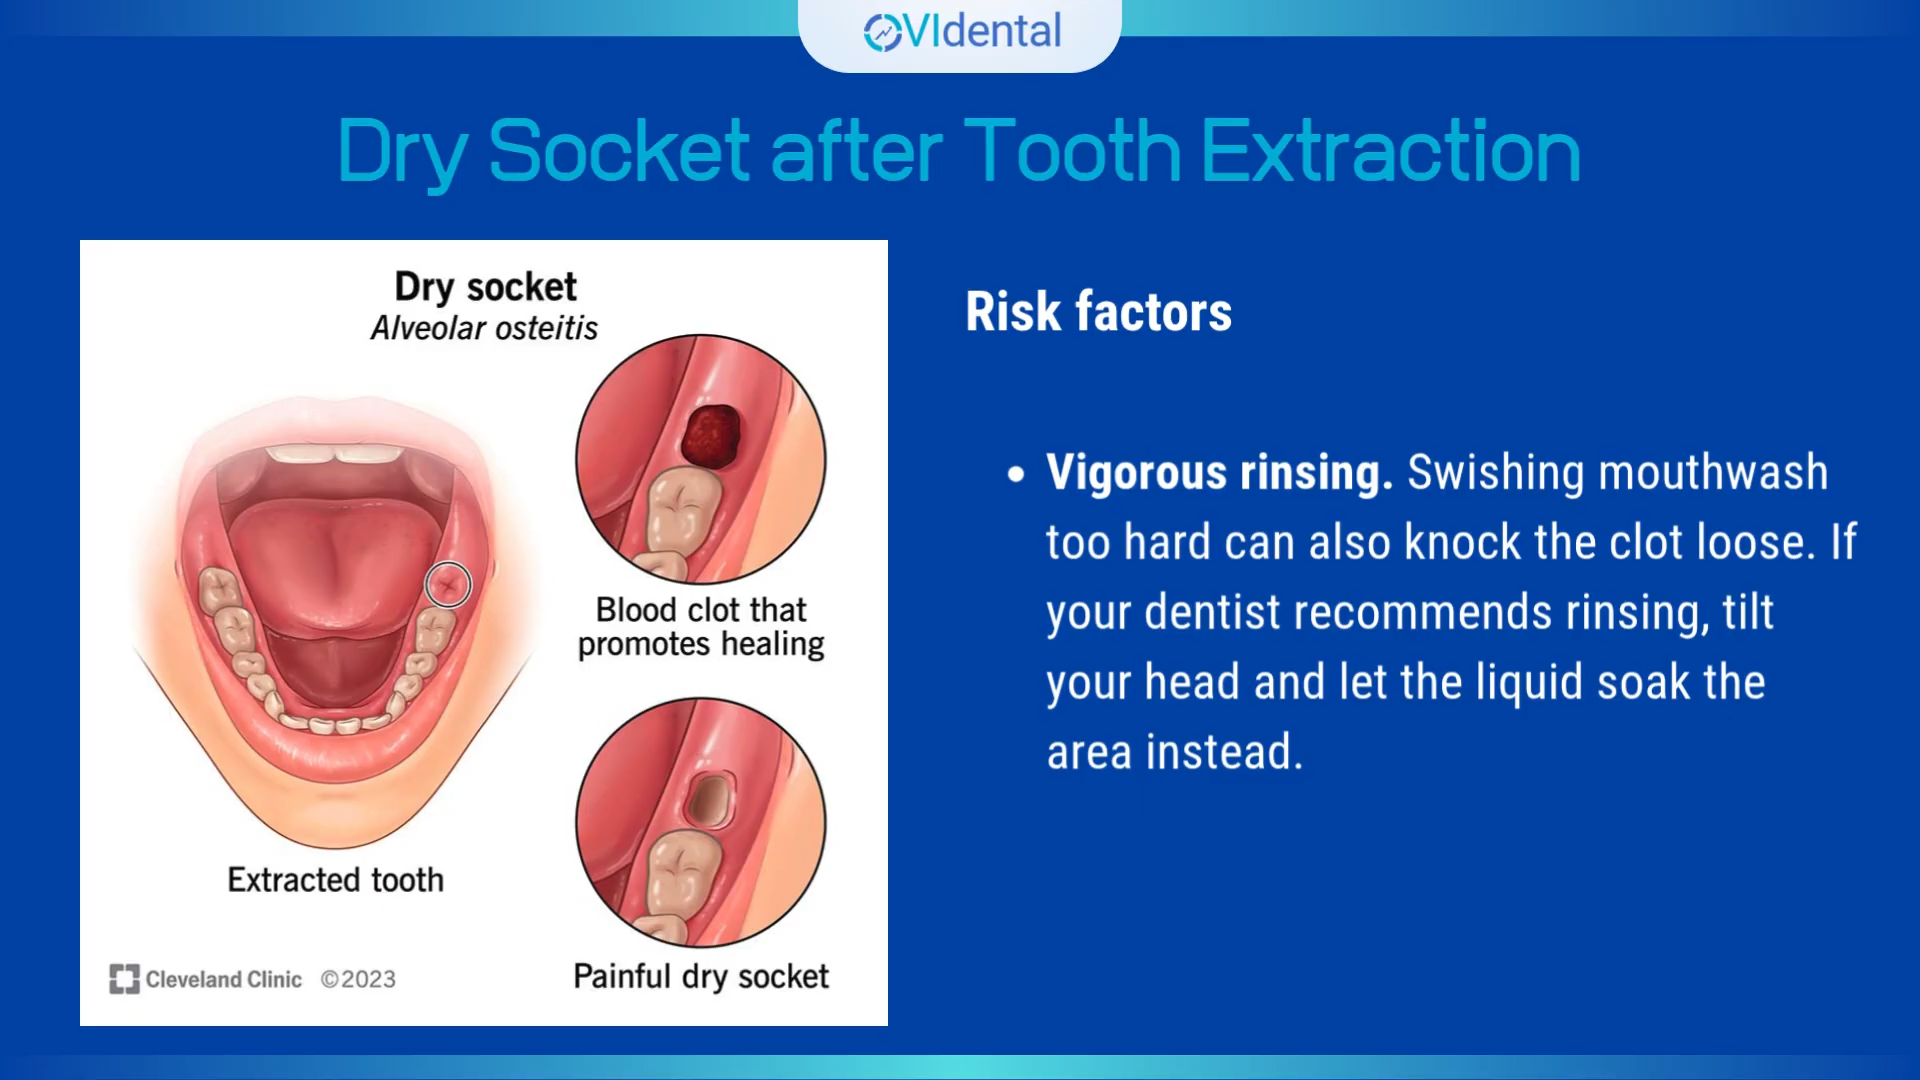 VIdental
Dry Socket after Tooth Extraction
Dry socket
Alveolar osteitis
Blood clot that
promotes healing
Extracted tooth
Painful dry socket
Cleveland Clinic ©2023
Risk factors
• Vigorous rinsing. Swishing mouthwash
too hard can also knock the clot loose. If
your dentist recommends rinsing, tilt
your head and let the liquid soak the
area instead.